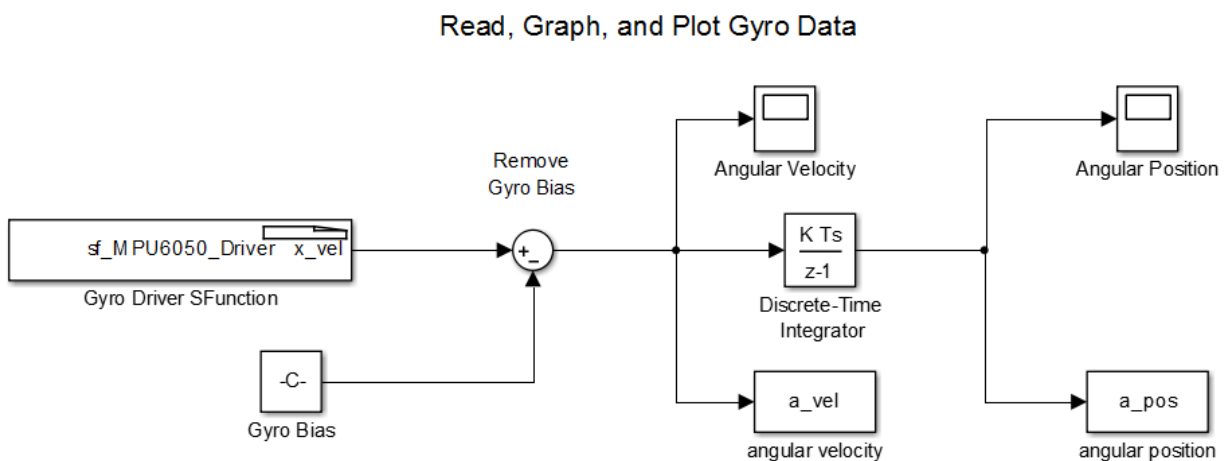 Read, Graph, and Plot Gyro Data
Remove
Gyro Bias
Angular Velocity
Angular Position
sf_MPU6050_Driver x_vel
Gyro Driver SFunction
+
−
K Ts
z-1
Discrete-Time
Integrator
-C-
Gyro Bias
a_vel
angular velocity
a_pos
angular position